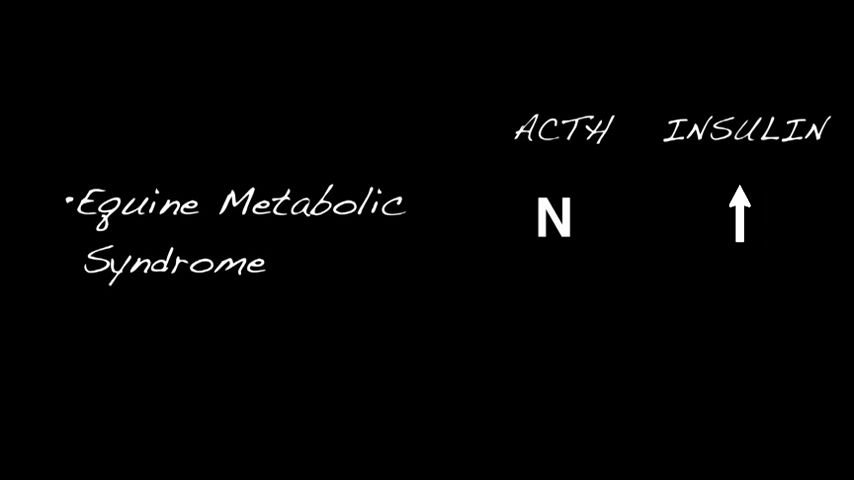 ACTH INSULIN
•Equine Metabolic N ↑
Syndrome